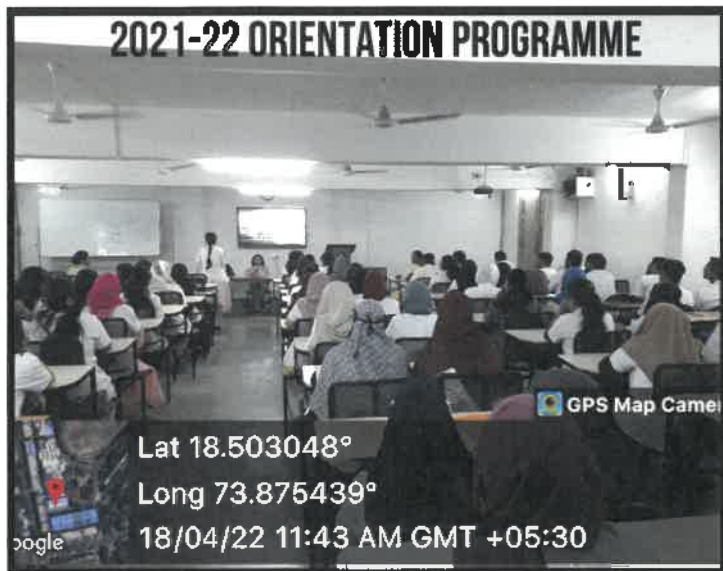 2021-22 ORIENTATION PROGRAMME
GPS Map Camer
Lat 18.503048°
Long 73.875439°
18/04/22 11:43 AM GMT +05:30
oogle